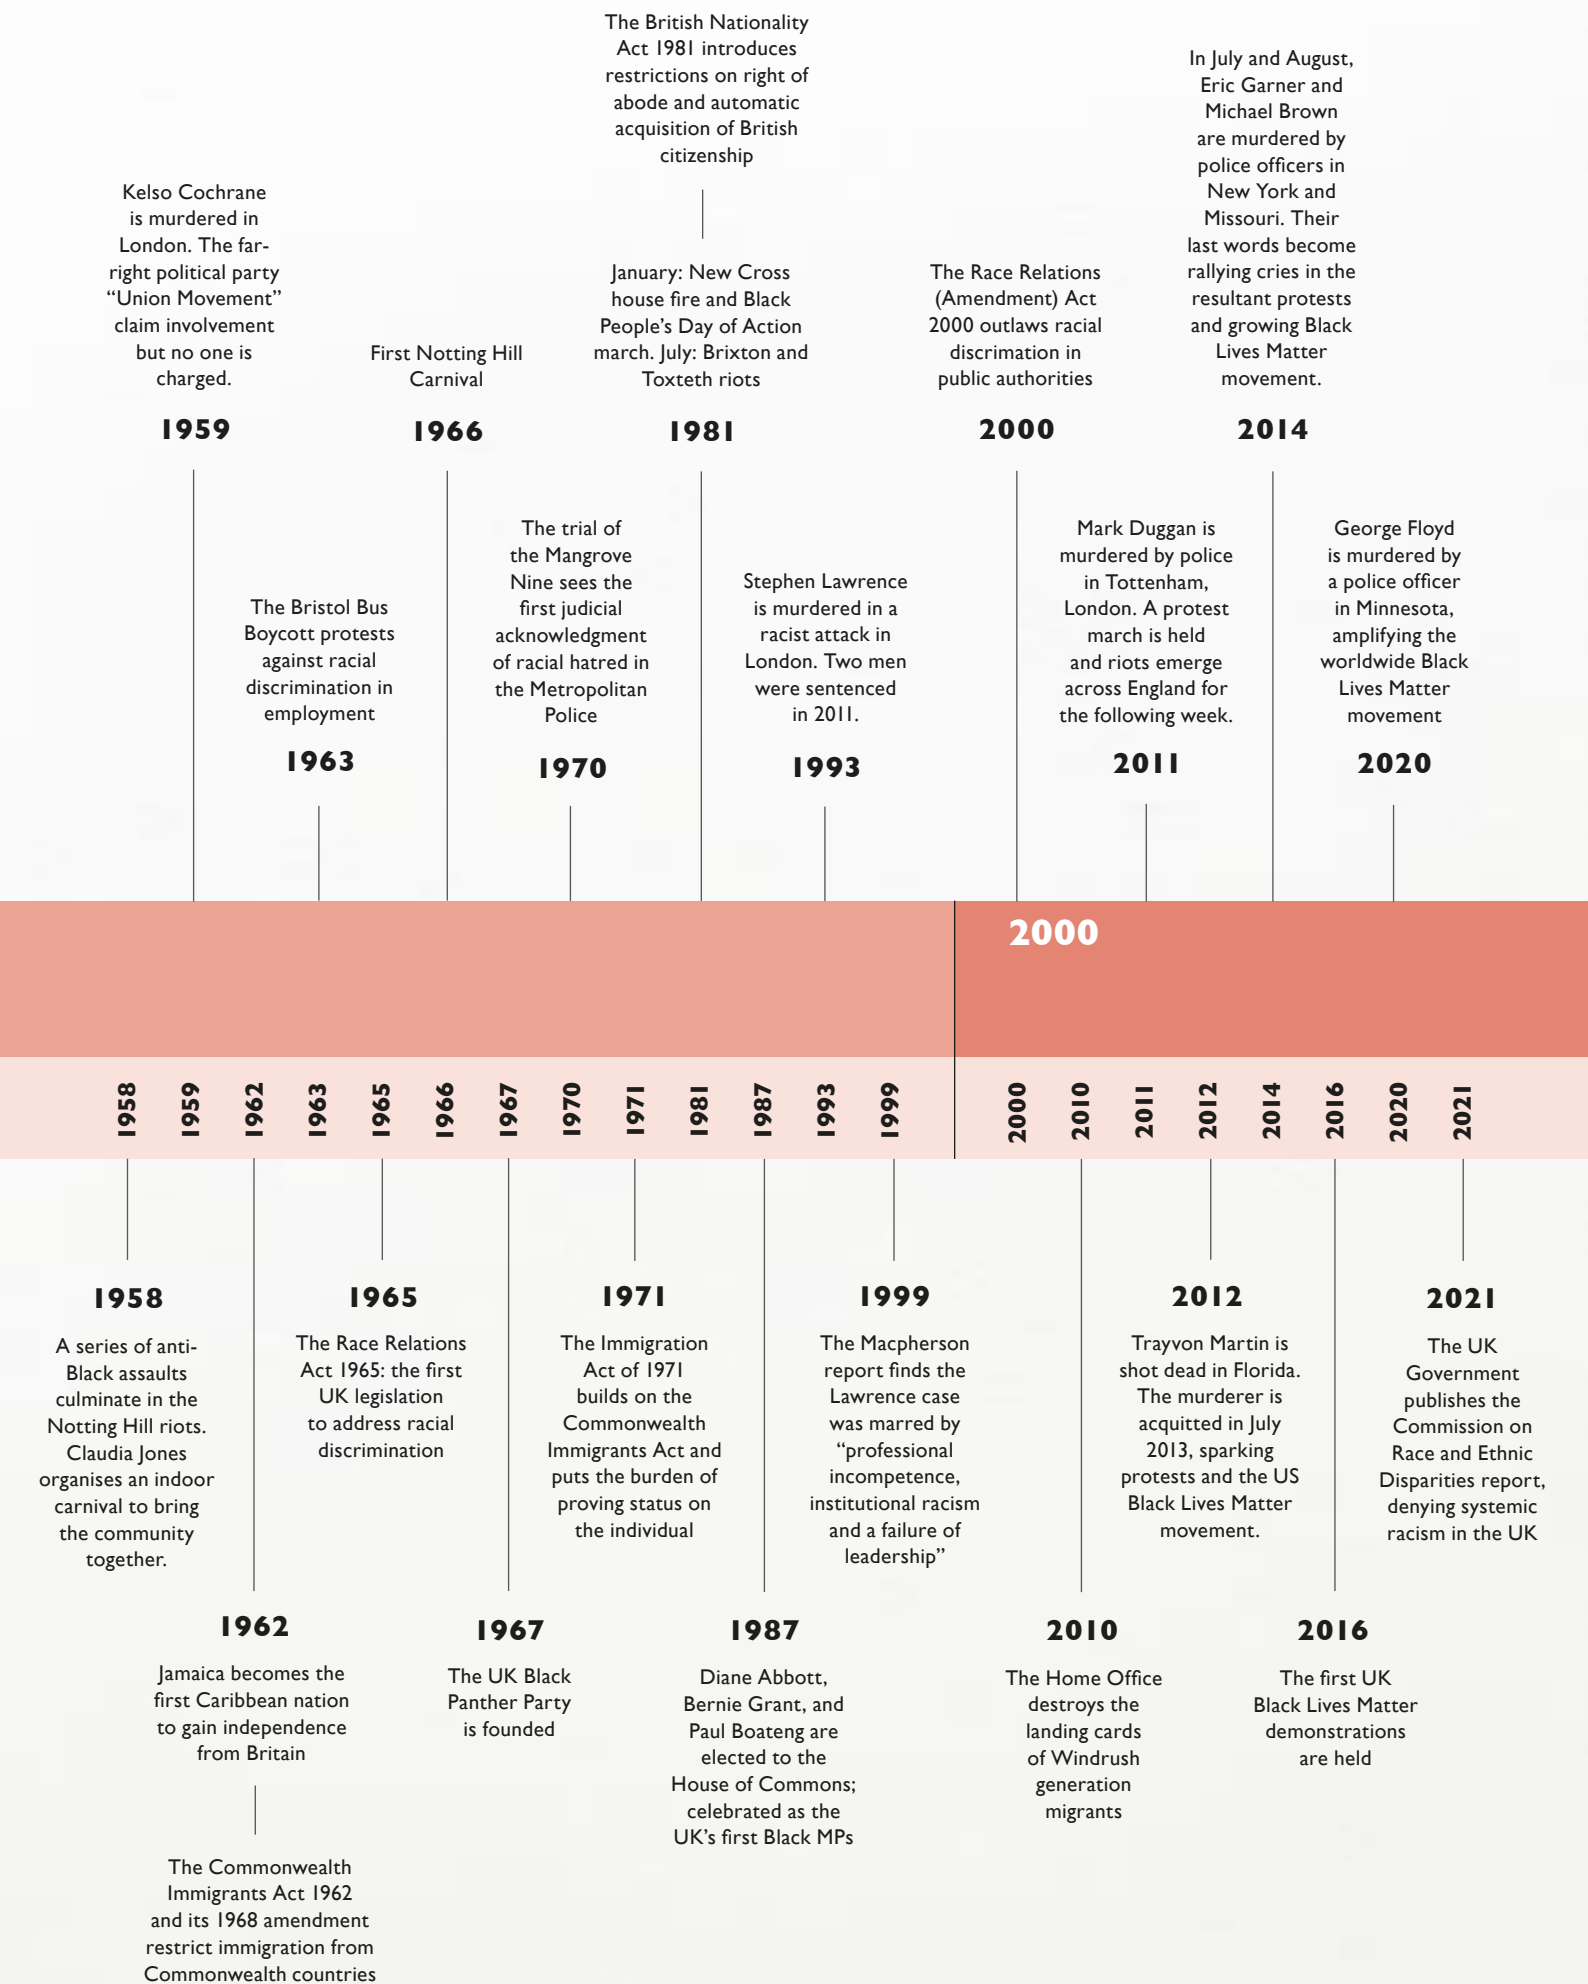 The British Nationality
Act 1981 introduces
restrictions on right of
abode and automatic
acquisition of British
citizenship
In July and August,
Eric Garner and
Michael Brown
are murdered by
police officers in
New York and
Missouri. Their
last words become
rallying cries in the
resultant protests
and growing Black
Lives Matter
movement.
Kelso Cochrane
is murdered in
London. The far-
right political party
“Union Movement”
claim involvement
but no one is
charged.
First Notting Hill
Carnival
January: New Cross
house fire and Black
People’s Day of Action
march. July: Brixton and
Toxteth riots
The Race Relations
(Amendment) Act
2000 outlaws racial
discrimation in
public authorities
1959
1966
1981
2000
2014
The Bristol Bus
Boycott protests
against racial
discrimination in
employment
1963
The trial of
the Mangrove
Nine sees the
first judicial
acknowledgment
of racial hatred in
the Metropolitan
Police
1970
Stephen Lawrence
is murdered in a
racist attack in
London. Two men
were sentenced
in 2011.
1993
Mark Duggan is
murdered by police
in Tottenham,
London. A protest
march is held
and riots emerge
across England for
the following week.
2011
George Floyd
is murdered by
a police officer
in Minnesota,
amplifying the
worldwide Black
Lives Matter
movement
2020
2000
1958
1959
1962
1963
1965
1966
1967
1970
1971
1981
1987
1993
1999
2000
2010
2011
2012
2014
2016
2020
2021
1958
A series of anti-
Black assaults
culminate in the
Notting Hill riots.
Claudia Jones
organises an indoor
carnival to bring
the community
together.
1965
The Race Relations
Act 1965: the first
UK legislation
to address racial
discrimination
1971
The Immigration
Act of 1971
builds on the
Commonwealth
Immigrants Act and
puts the burden of
proving status on
the individual
1999
The Macpherson
report finds the
Lawrence case
was marred by
“professional
incompetence,
institutional racism
and a failure of
leadership”
2012
Trayvon Martin is
shot dead in Florida.
The murderer is
acquitted in July
2013, sparking
protests and the US
Black Lives Matter
movement.
2021
The UK
Government
publishes the
Commission on
Race and Ethnic
Disparities report,
denying systemic
racism in the UK
1962
Jamaica becomes the
first Caribbean nation
to gain independence
from Britain
The Commonwealth
Immigrants Act 1962
and its 1968 amendment
restrict immigration from
Commonwealth countries
1967
The UK Black
Panther Party
is founded
1987
Diane Abbott,
Bernie Grant, and
Paul Boateng are
elected to the
House of Commons;
celebrated as the
UK’s first Black MPs
2010
The Home Office
destroys the
landing cards
of Windrush
generation
migrants
2016
The first UK
Black Lives Matter
demonstrations
are held